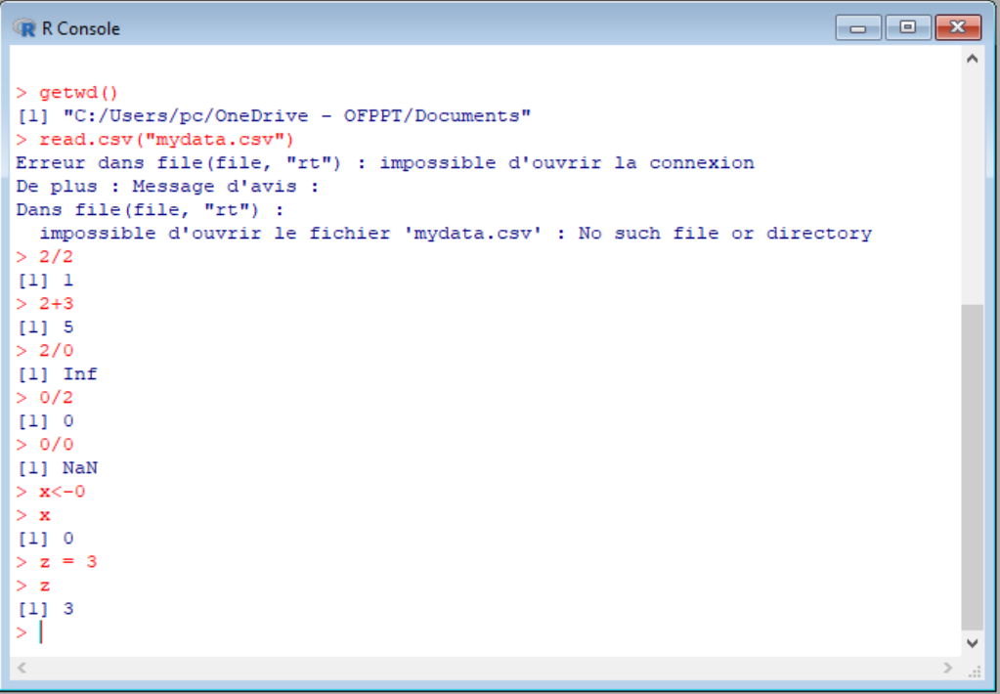 R Console
> getwd()
[1] "C:/Users/pc/OneDrive - OFPPT/Documents"
> read.csv("mydata.csv")
Erreur dans file(file, "rt") : impossible d'ouvrir la connexion
De plus : Message d'avis :
Dans file(file, "rt") :
  impossible d'ouvrir le fichier 'mydata.csv' : No such file or directory
> 2/2
[1] 1
> 2+3
[1] 5
> 2/0
[1] Inf
> 0/2
[1] 0
> 0/0
[1] NaN
> x<-0
> x
[1] 0
> z = 3
> z
[1] 3
>